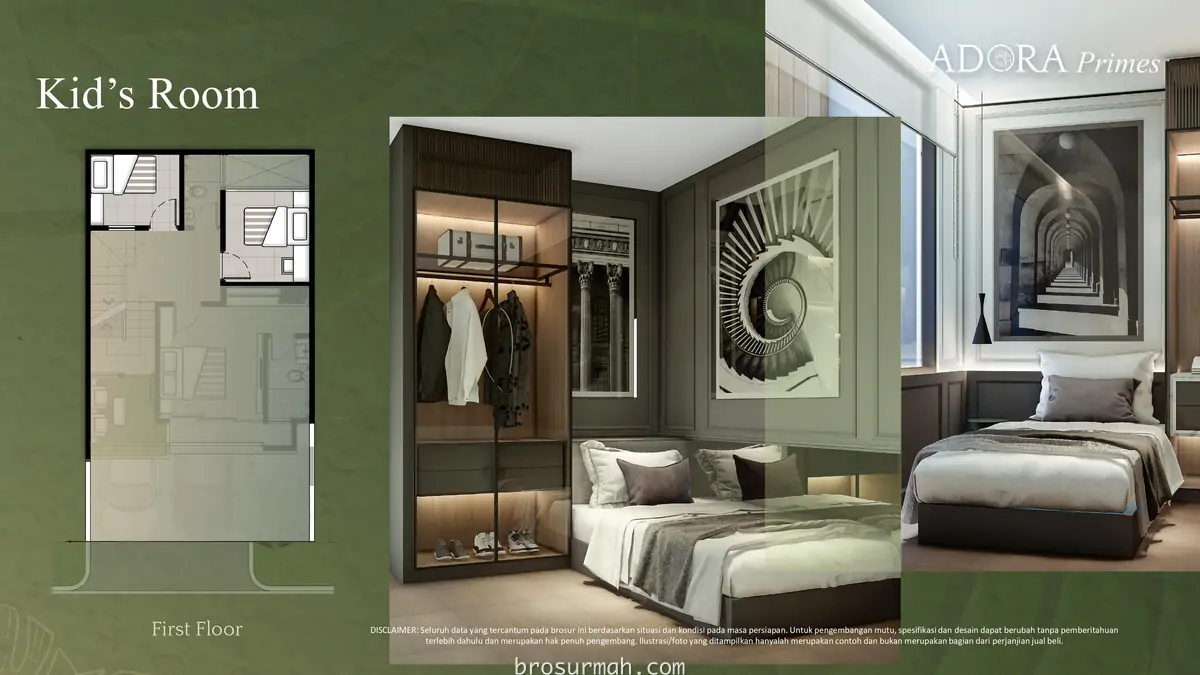 Kid's Room
ADORA Primes
First Floor
DISCLAIMER: Seluruh data yang tercantum pada brosur ini berdasarkan situasi dan kondisi pada masa persiapan. Untuk pengembangan mutu, spesifikasi dan desain dapat berubah tanpa pemberitahuan
terlebih dahulu dan merupakan hak penuh pengembang. Ilustrasi/foto yang ditampilkan hanyalah merupakan contoh dan bukan merupakan bagian dari perjanjian jual beli.
brosurmah.com